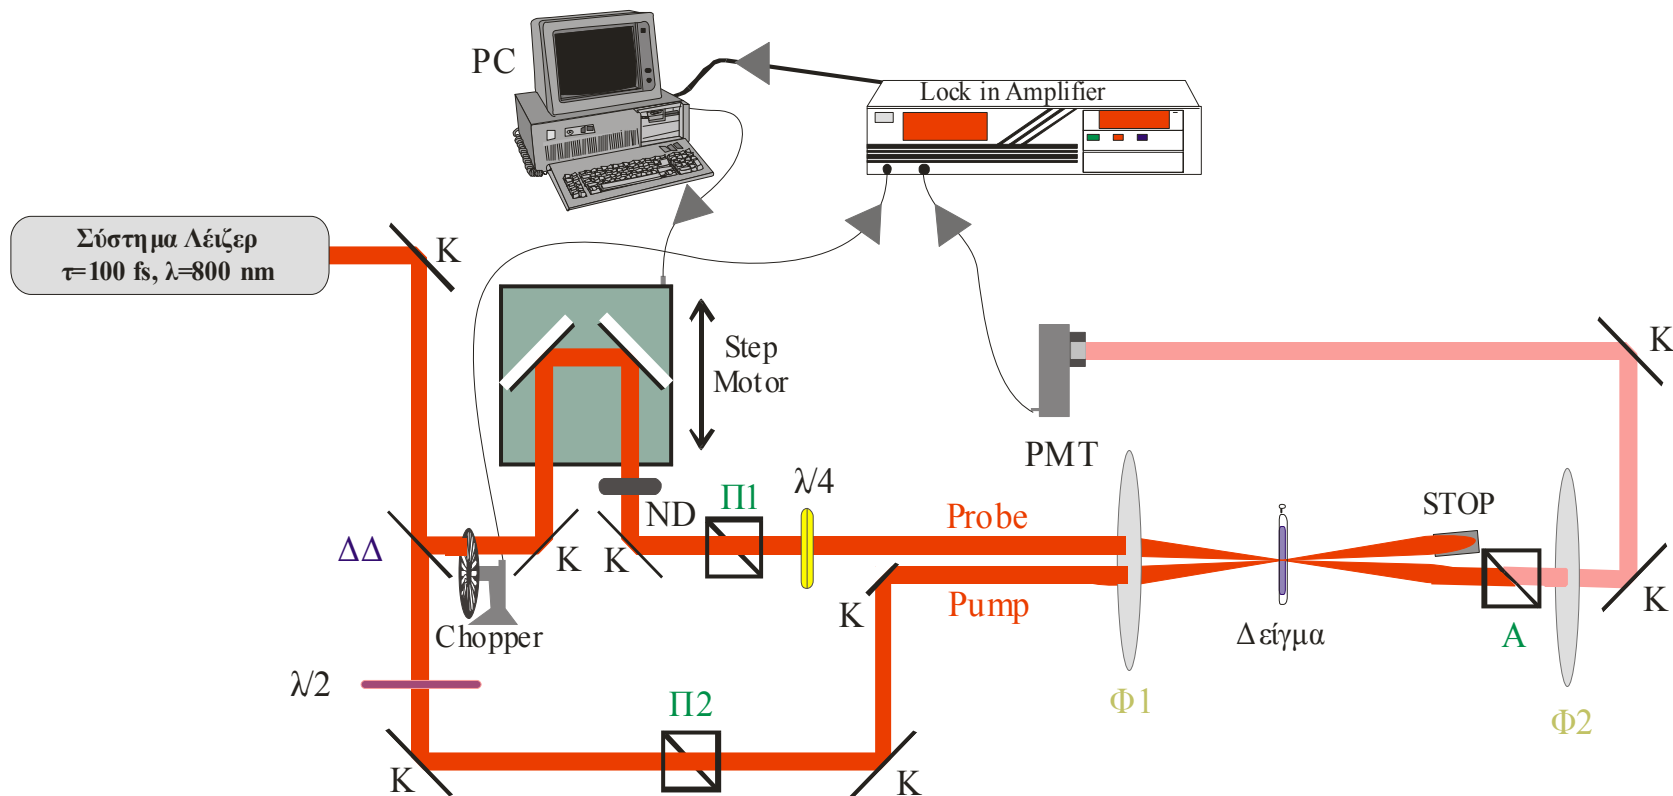 PC
Lock in Amplifier
Σύστημα Λέιζερ
τ=100 fs, λ=800 nm
K
K
Step
Motor
PMT
λ/4
Π1
ND
STOP
Probe
ΔΔ
K
K
K
K
Pump
Chopper
Δείγμα
A
λ/2
Π2
Φ1
Φ2
K
K